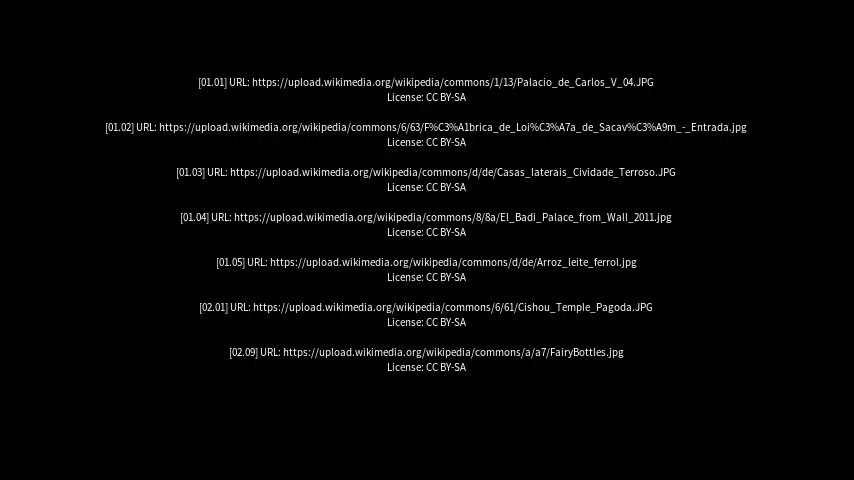 [01.01] URL: https://upload.wikimedia.org/wikipedia/commons/1/13/Palacio_de_Carlos_V_04.JPG
License: CC BY-SA
[01.02] URL: https://upload.wikimedia.org/wikipedia/commons/6/63/F%C3%A1brica_de_Loi%C3%A7a_de_Sacav%C3%A9m_-_Entrada.jpg
License: CC BY-SA
[01.03] URL: https://upload.wikimedia.org/wikipedia/commons/d/de/Casas_laterais_Cividade_Terroso.JPG
License: CC BY-SA
[01.04] URL: https://upload.wikimedia.org/wikipedia/commons/8/8a/El_Badi_Palace_from_Wall_2011.jpg
License: CC BY-SA
[01.05] URL: https://upload.wikimedia.org/wikipedia/commons/d/de/Arroz_leite_ferrol.jpg
License: CC BY-SA
[02.01] URL: https://upload.wikimedia.org/wikipedia/commons/6/61/Cishou_Temple_Pagoda.JPG
License: CC BY-SA
[02.09] URL: https://upload.wikimedia.org/wikipedia/commons/a/a7/FairyBottles.jpg
License: CC BY-SA